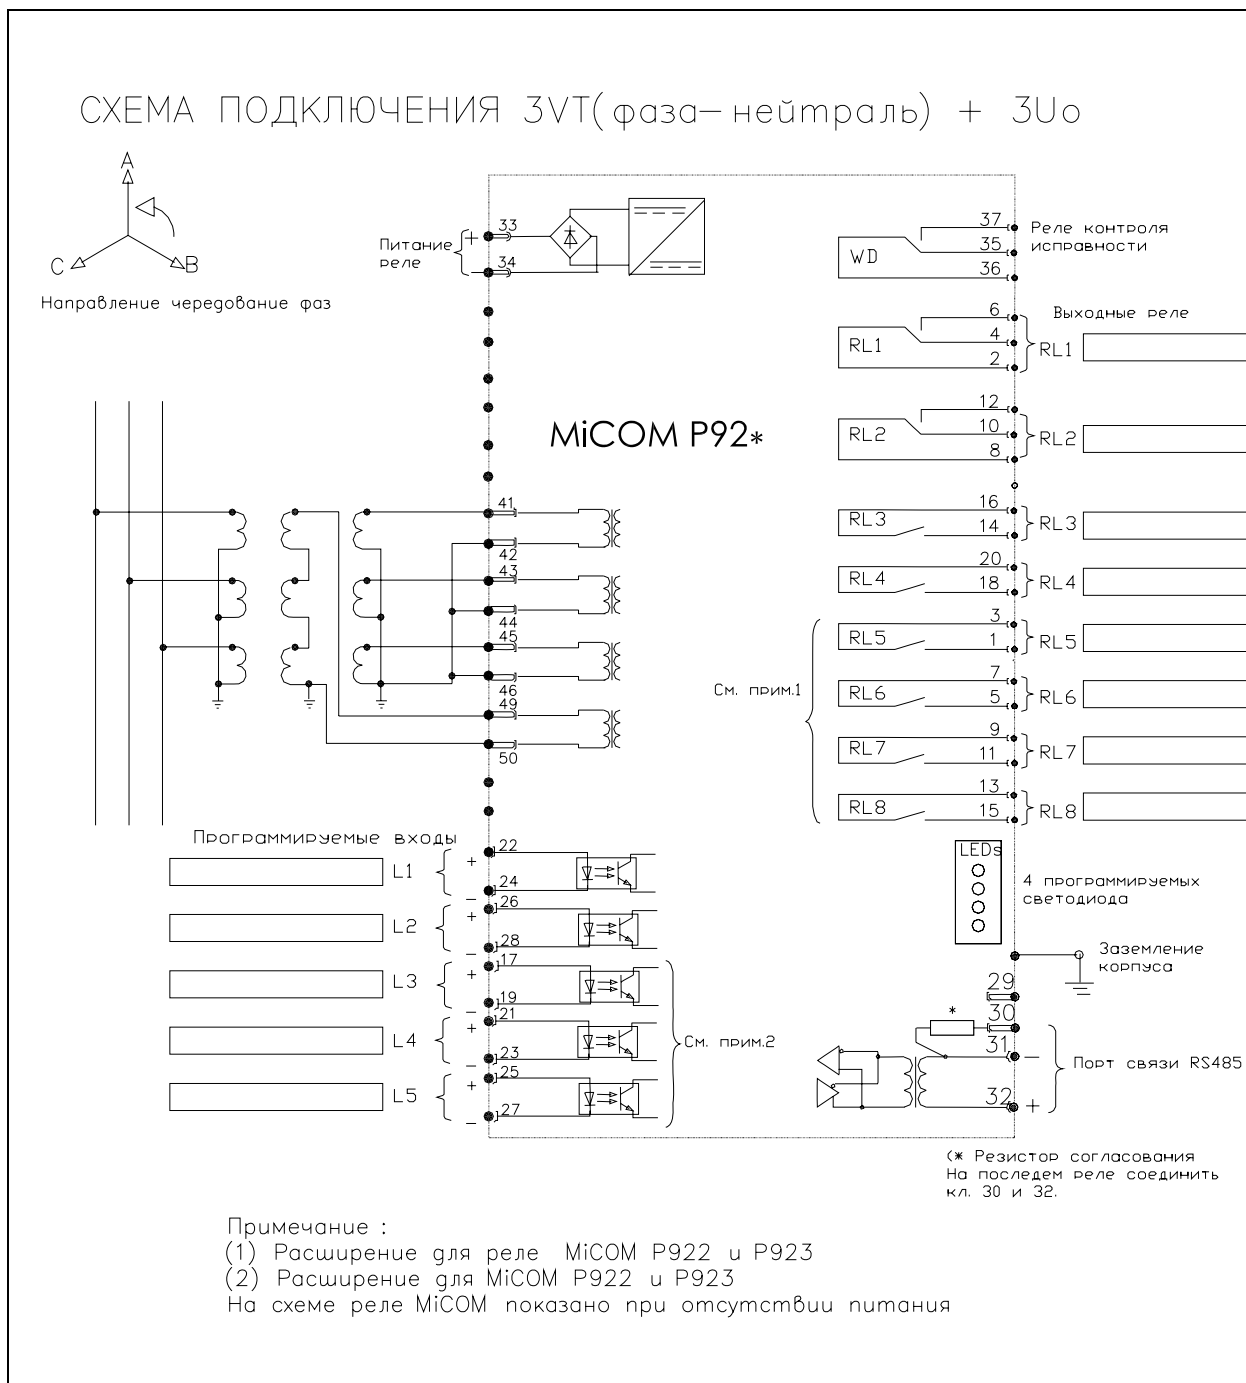 СХЕМА ПОДКЛЮЧЕНИЯ 3VT(фаза–нейтраль) + 3Uo
A
C
B
Направление чередование фаз
Питание реле
+
33
34
–
MiCOM P92*
41
42
43
44
45
46
49
50
WD
37
35
36
Реле контроля исправности
Выходные реле
RL1
6
4
2
RL1
RL2
12
10
8
RL2
RL3
16
14
RL3
RL4
20
18
RL4
См. прим.1
RL5
3
1
RL5
RL6
7
5
RL6
RL7
9
11
RL7
RL8
13
15
RL8
Программируемые входы
L1
+
–
22
24
L2
+
–
26
28
L3
+
–
17
19
L4
+
–
21
23
L5
+
–
25
27
См. прим.2
LEDs
4 программируемых
светодиода
Заземление
корпуса
29
*
30
31
–
32
+
Порт связи RS485
(* Резистор согласования
На последем реле соединить
кл. 30 и 32.
Примечание :
(1) Расширение для реле MiCOM P922 и P923
(2) Расширение для MiCOM P922 и P923
На схеме реле MiCOM показано при отсутствии питания